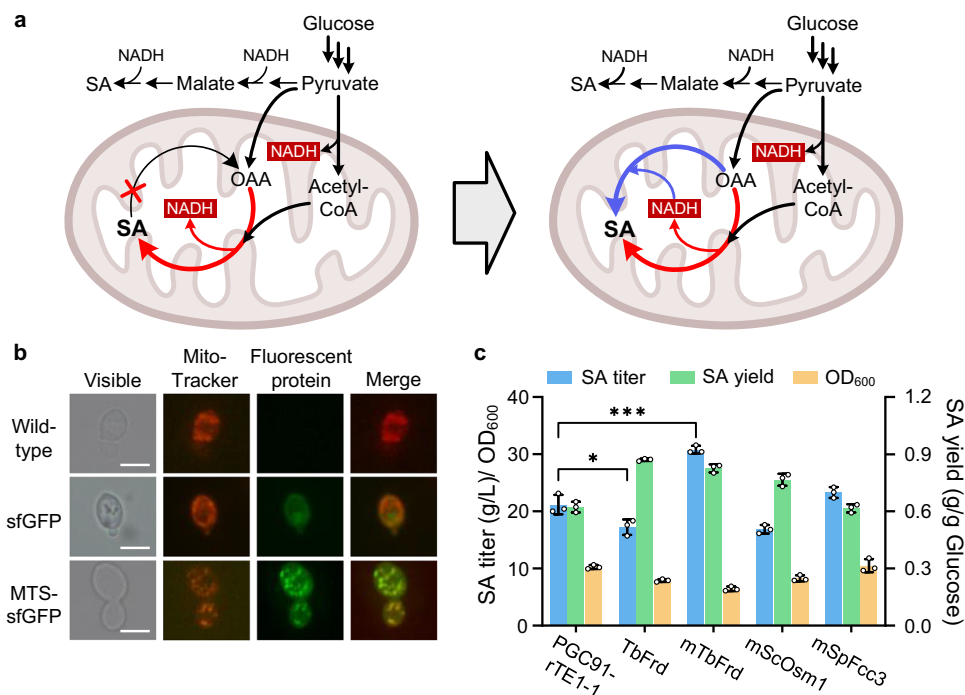 a
Glucose
NADH
NADH
SA
Malate
Pyruvate
NADH
OAA
Acetyl-
CoA
NADH
SA
Glucose
NADH
NADH
SA
Malate
Pyruvate
NADH
OAA
Acetyl-
CoA
NADH
SA
b
Visible
Mito-
Tracker
Fluorescent
protein
Merge
Wild-
type
sfGFP
MTS-
sfGFP
c
SA titer
SA yield
OD600
SA titer (g/L)/ OD600
40
30
20
10
0
***
*
1.2
0.9
0.6
0.3
0.0
SA yield (g/g Glucose)
PGC91-
rTE1-1
TbFrd
mTbFrd
mScOsm1
mSpFcc3